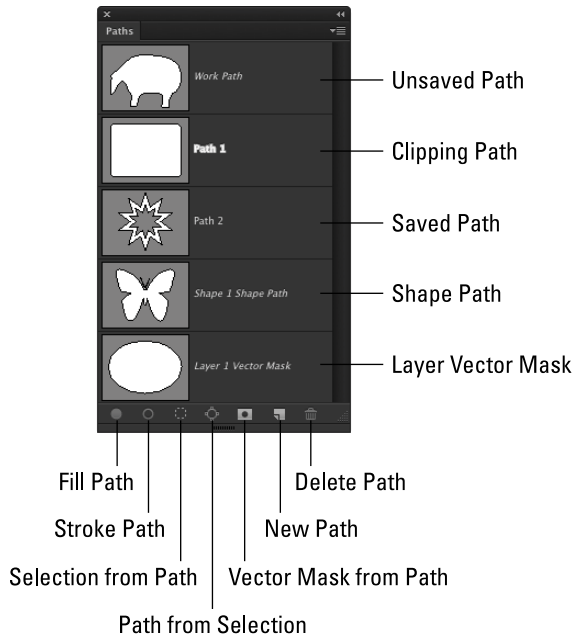 Paths
Work Path
Unsaved Path
Path 1
Clipping Path
Path 2
Saved Path
Shape 1 Shape Path
Shape Path
Layer 1 Vector Mask
Layer Vector Mask
Fill Path
Delete Path
Stroke Path
New Path
Selection from Path
Vector Mask from Path
Path from Selection